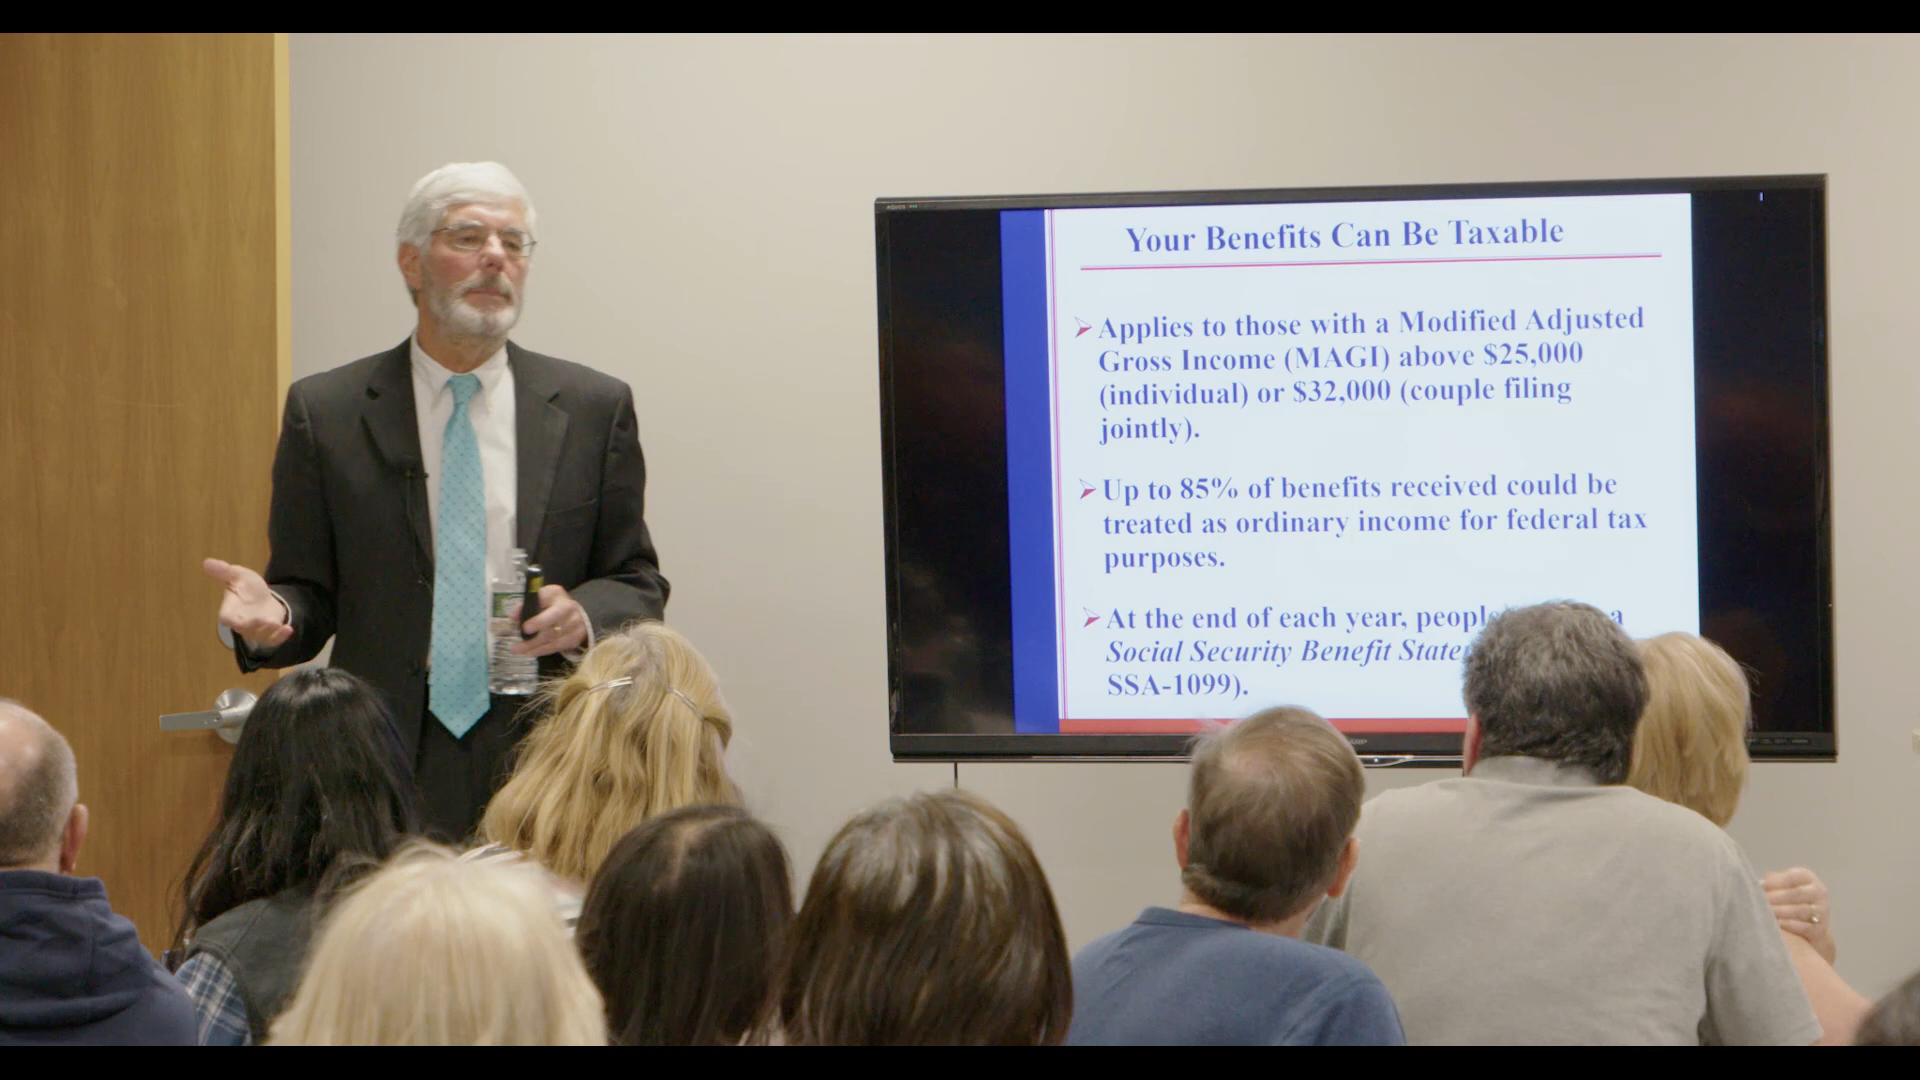 AQUOS
Your Benefits Can Be Taxable
Applies to those with a Modified Adjusted
Gross Income (MAGI) above $25,000
(individual) or $32,000 (couple filing
jointly).
Up to 85% of benefits received could be
treated as ordinary income for federal tax
purposes.
At the end of each year, people a
Social Security Benefit
SSA-1099).